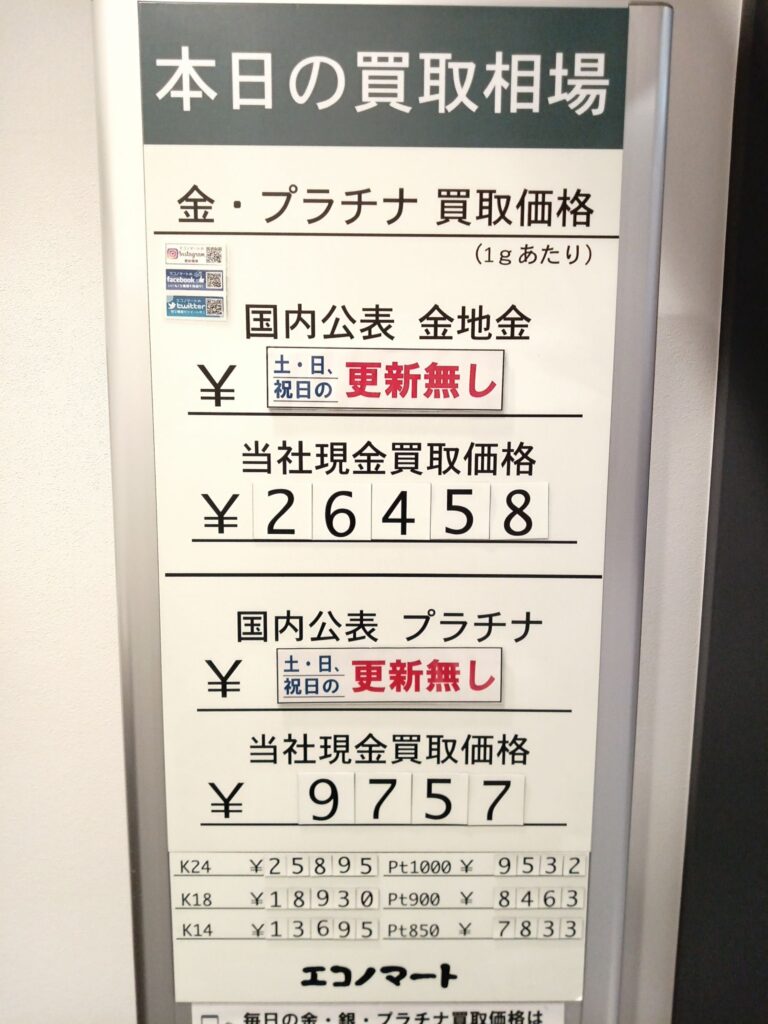 本日の買取相場
金・プラチナ 買取価格
(1gあたり)
Instagram
facebook
twitter
国内公表 金地金
¥ 土・日、祝日の 更新無し
当社現金買取価格
¥ 26458
国内公表 プラチナ
¥ 土・日、祝日の 更新無し
当社現金買取価格
¥ 9757
K24 ¥25895 Pt1000 ¥ 9532
K18 ¥18930 Pt900 ¥ 8463
K14 ¥13695 Pt850 ¥ 7833
エコノマート
毎日の金・銀・プラチナ買取価格は